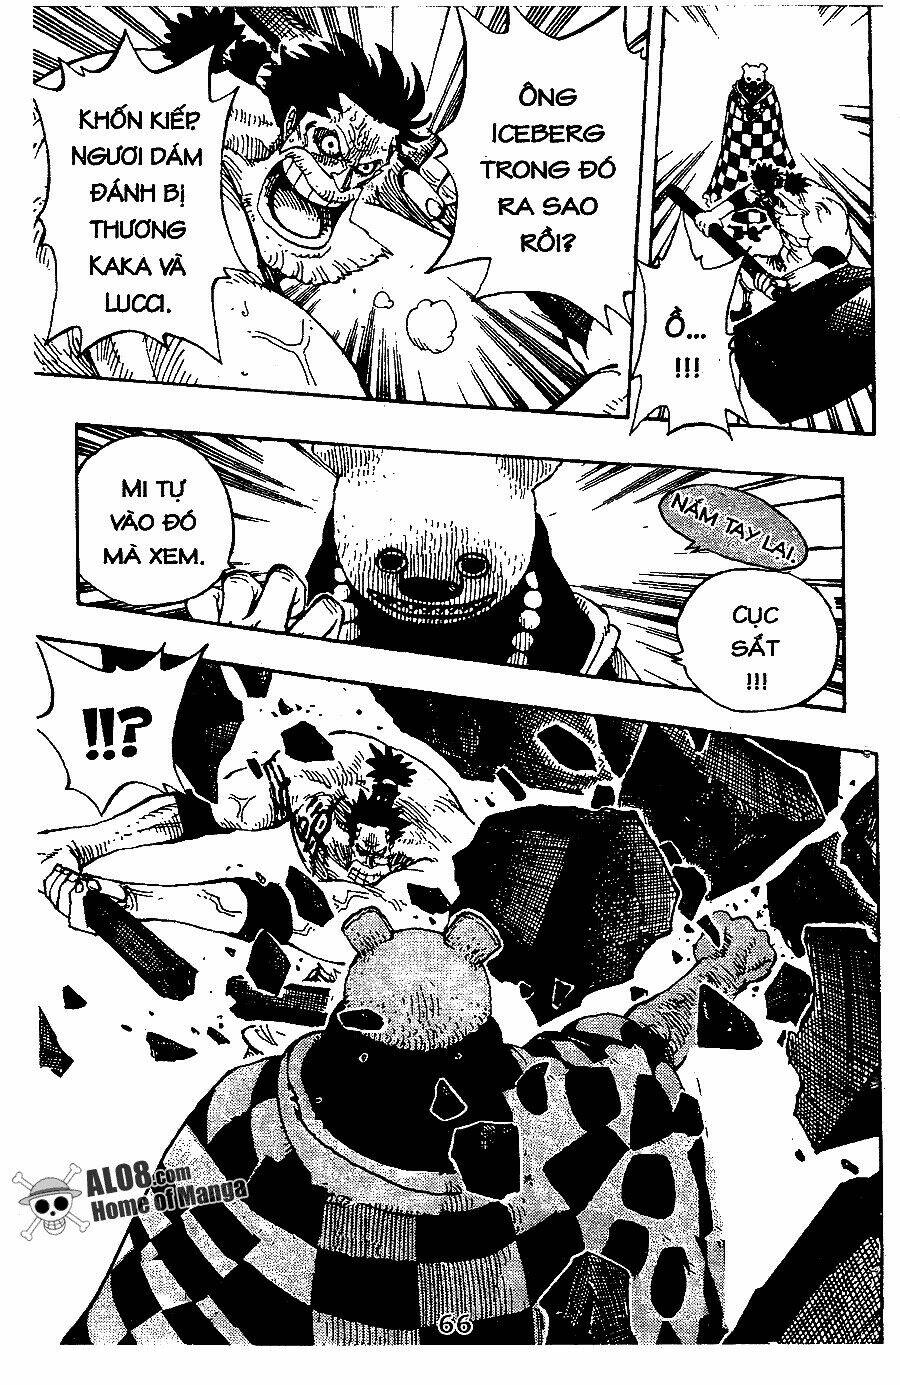 Ồ...
!!!
ÔNG
ICEBERG
TRONG ĐÓ
RA SAO
RỒI?
KHỐN KIẾP.
NGƯƠI DÁM
ĐÁNH BỊ
THƯƠNG
KAKA VÀ
LUCCI.
MI TỰ
VÀO ĐÓ
MÀ XEM.
NẮM TAY LẠI.
CỤC
SẮT
!!!
!!?
ALO8.com
Home of Manga
66